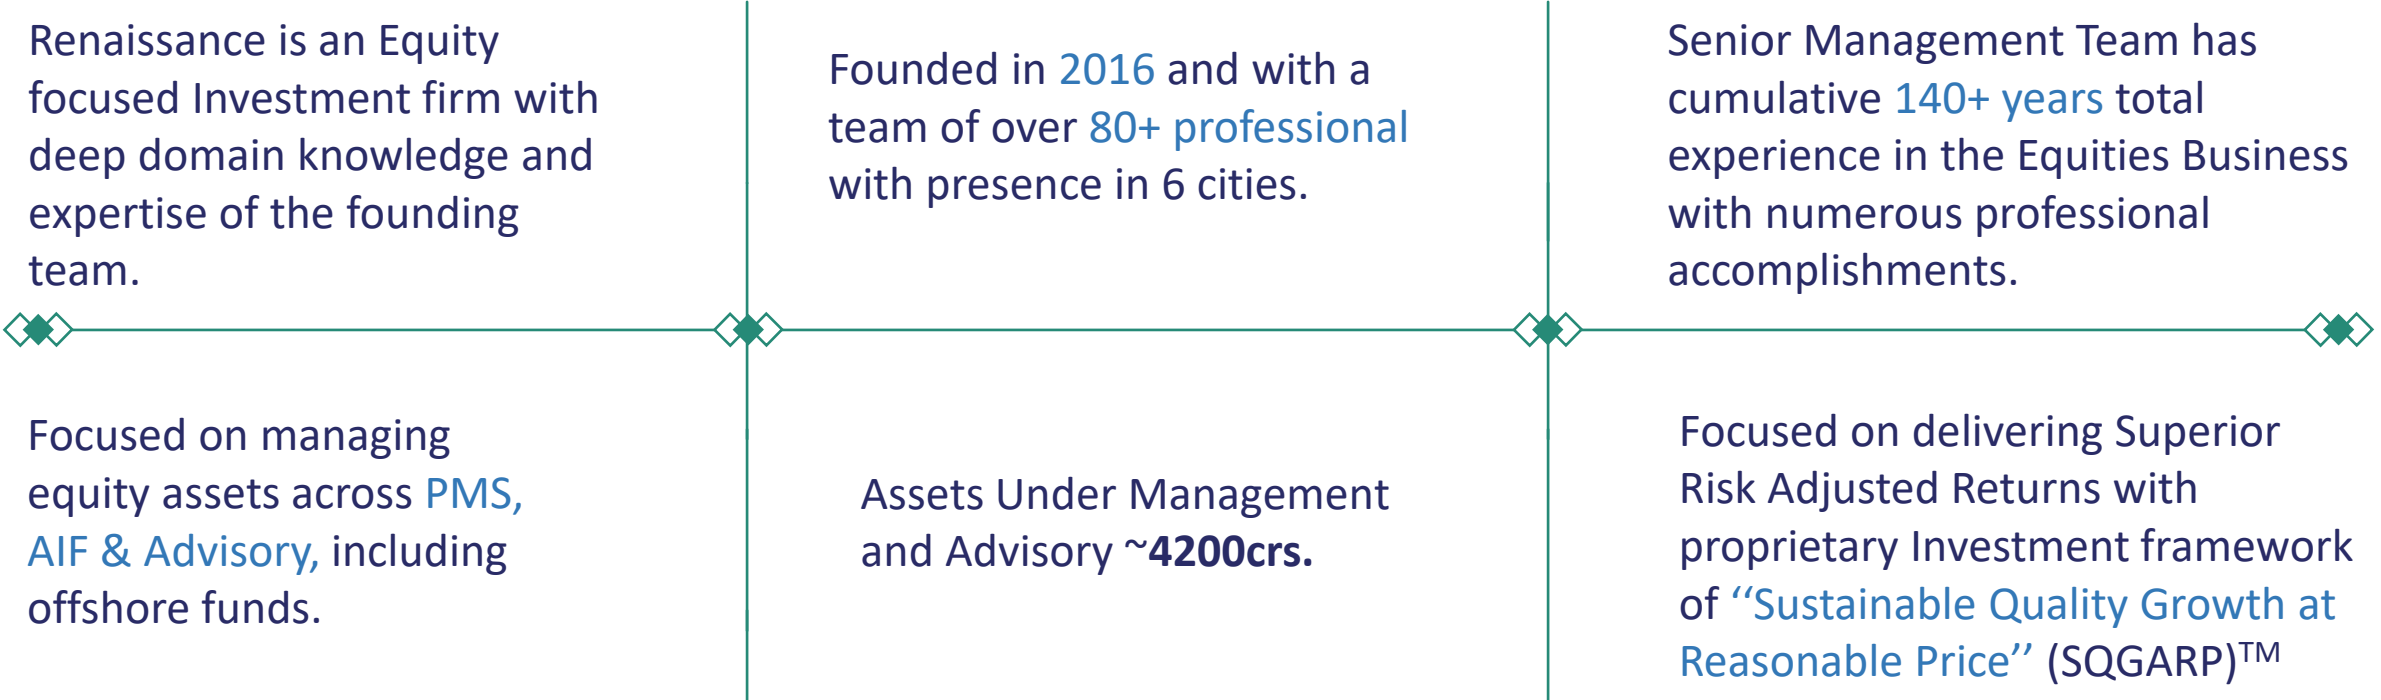 Renaissance is an Equity
focused Investment firm with
deep domain knowledge and
expertise of the founding
team.
Founded in 2016 and with a
team of over 80+ professional
with presence in 6 cities.
Senior Management Team has
cumulative 140+ years total
experience in the Equities Business
with numerous professional
accomplishments.
Focused on managing
equity assets across PMS,
AIF & Advisory, including
offshore funds.
Assets Under Management
and Advisory ~4200crs.
Focused on delivering Superior
Risk Adjusted Returns with
proprietary Investment framework
of ‘‘Sustainable Quality Growth at
Reasonable Price’’ (SQGARP)TM